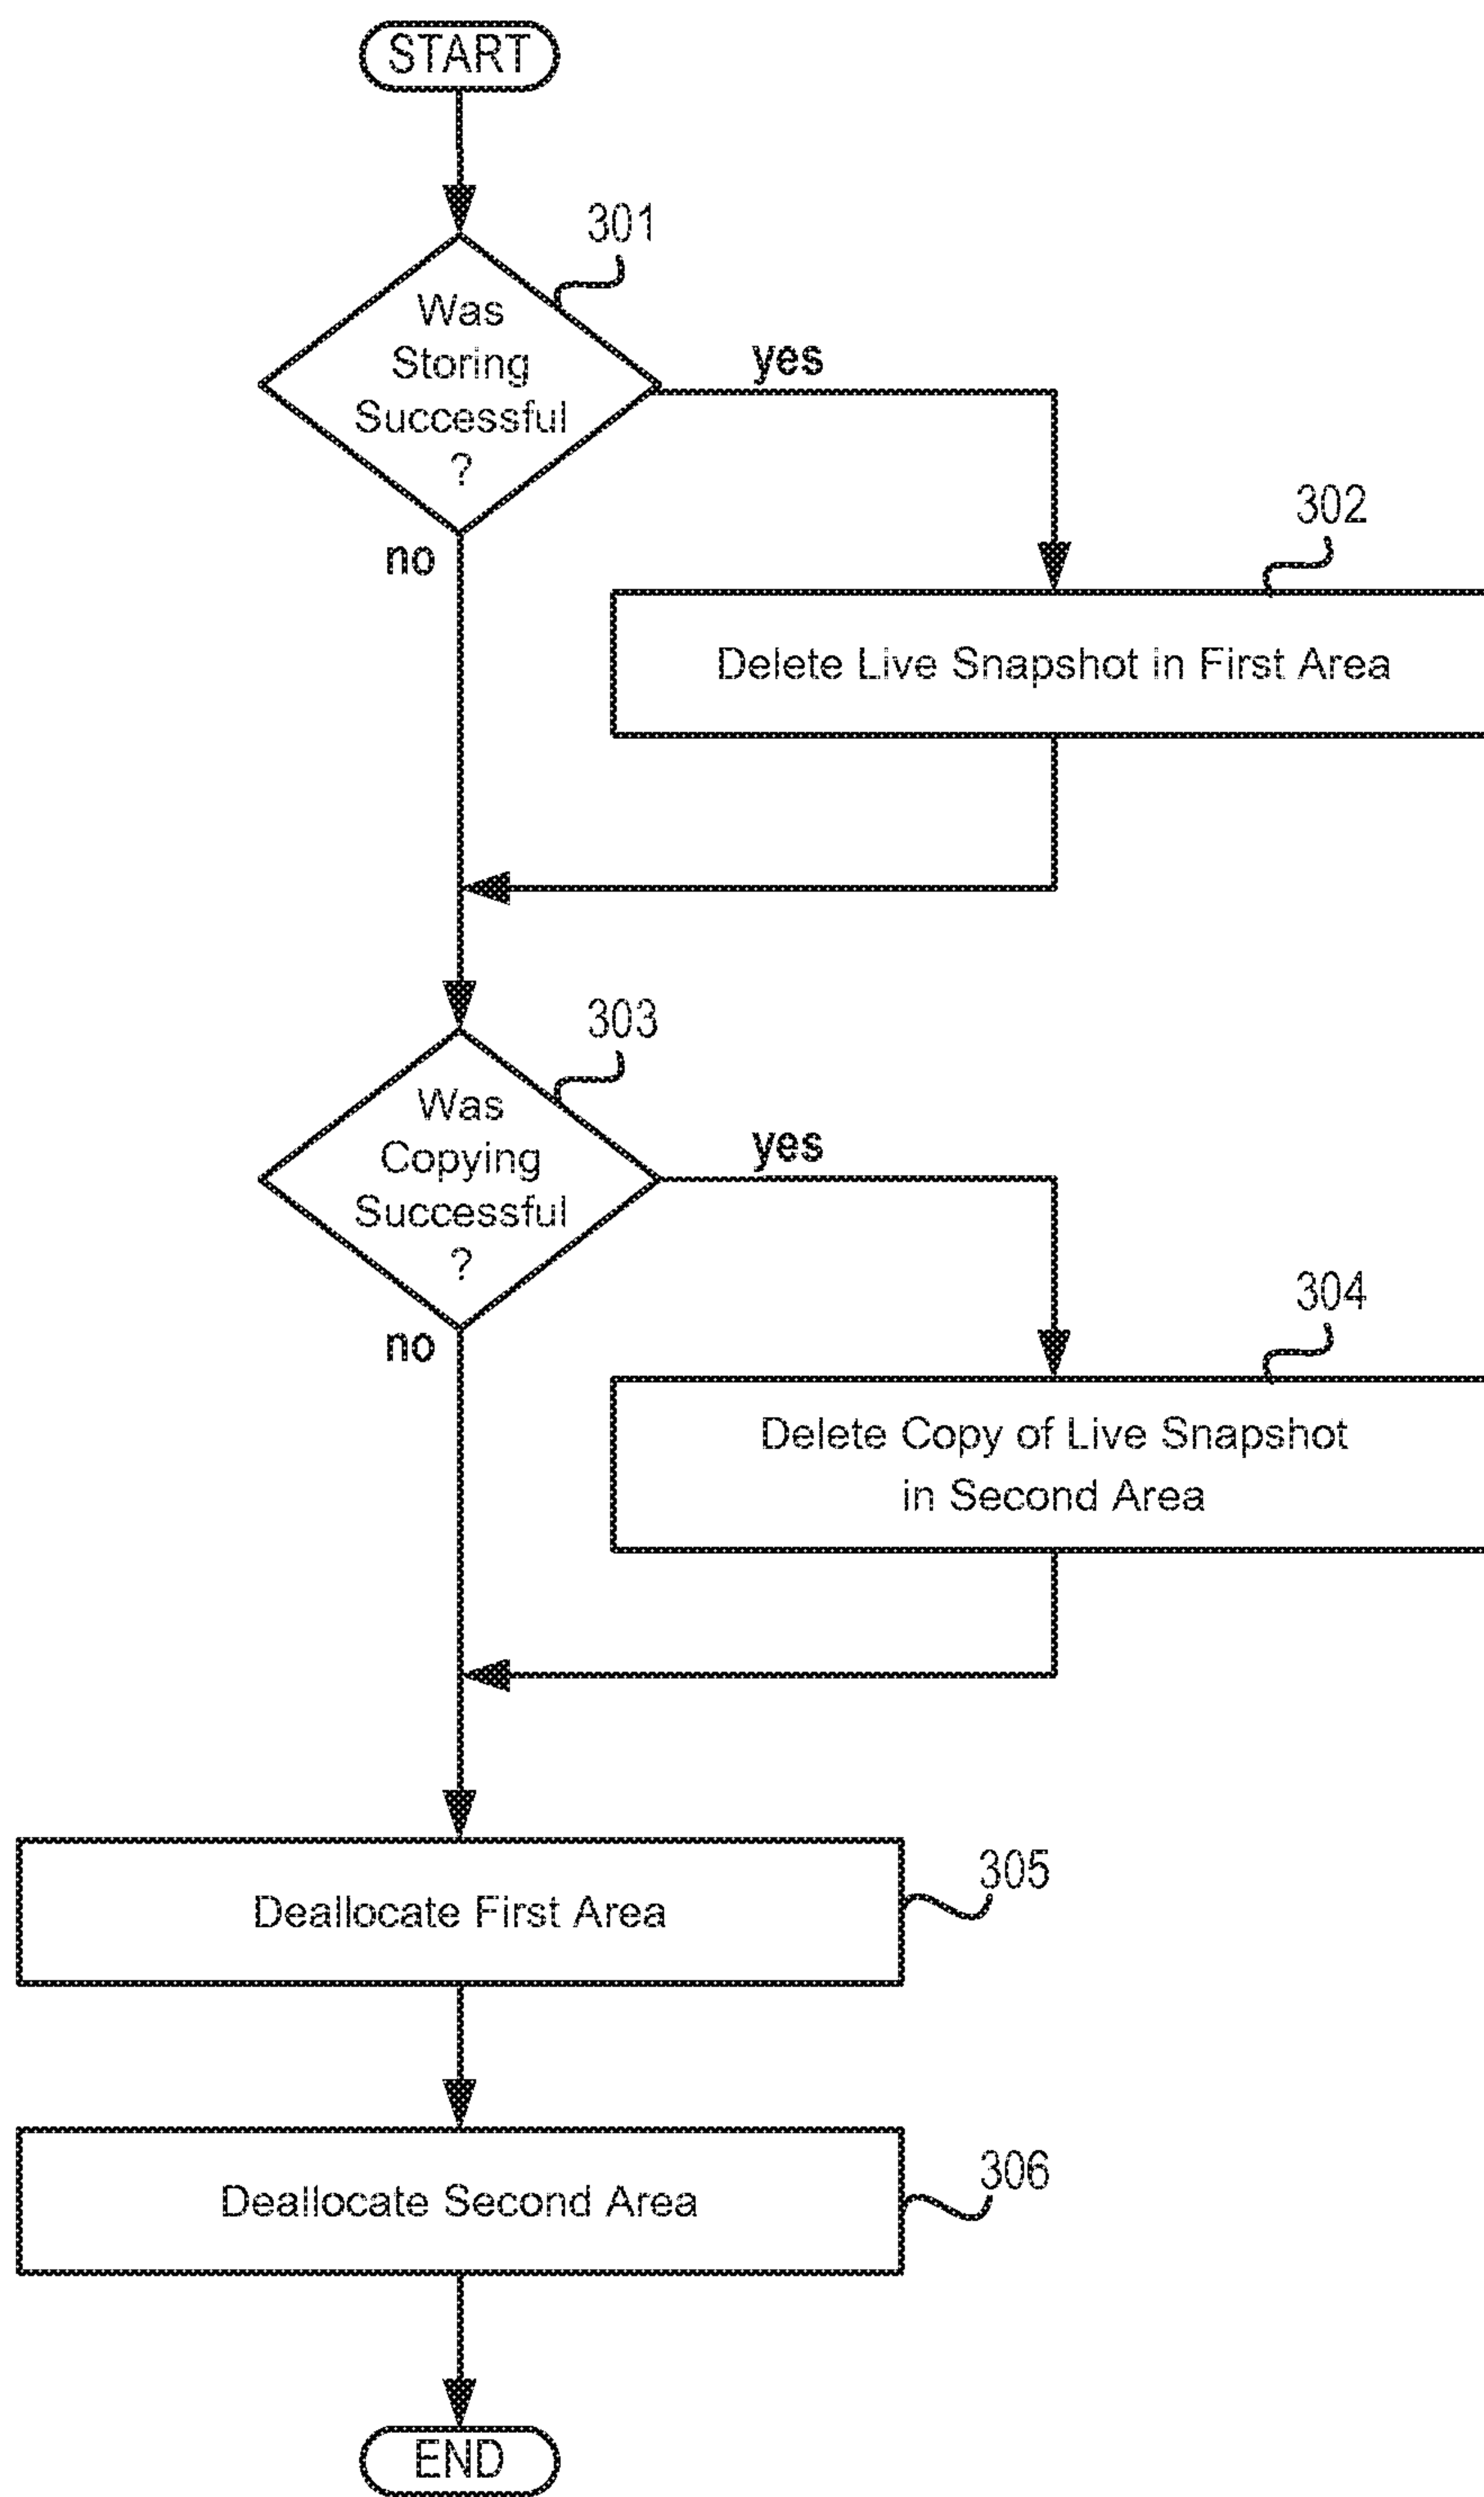 START
301
Was
Storing
Successful
?
yes
no
302
Delete Live Snapshot in First Area
303
Was
Copying
Successful
?
yes
no
304
Delete Copy of Live Snapshot
in Second Area
305
Deallocate First Area
306
Deallocate Second Area
END